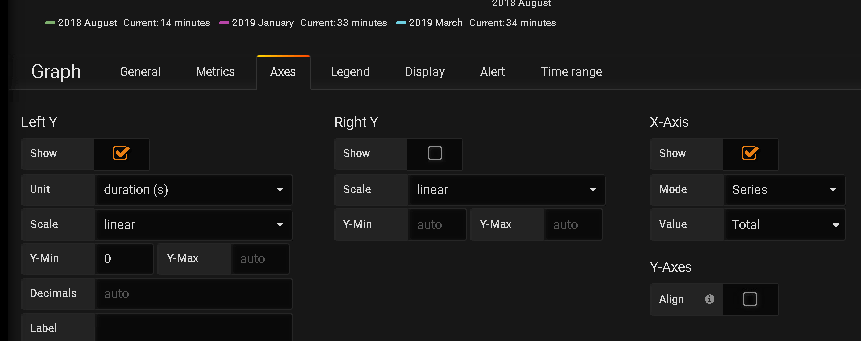 2018 August
2018 August Current: 14 minutes 2019 January Current: 33 minutes 2019 March Current: 34 minutes
Graph General Metrics Axes Legend Display Alert Time range
Left Y Right Y X-Axis
Show Show Show
Unit duration (s) Scale linear Mode Series
Scale linear Y-Min auto Y-Max auto Value Total
Y-Min 0 Y-Max auto Y-Axes
Decimals auto Align
Label